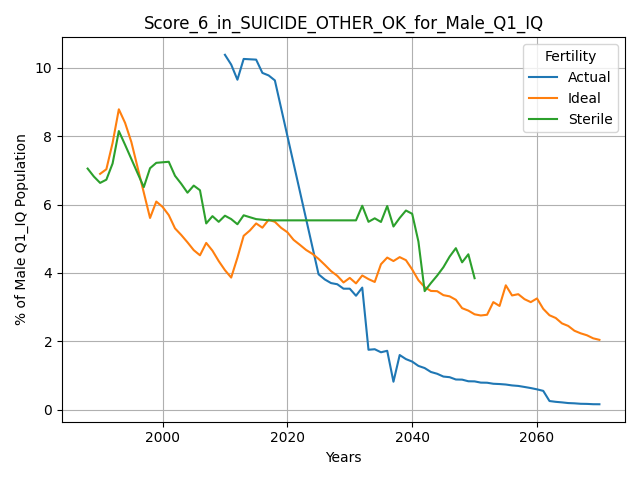 Score_6_in_SUICIDE_OTHER_OK_for_Male_Q1_IQ
% of Male Q1_IQ Population
10
8
6
4
2
0
Fertility
Actual
Ideal
Sterile
2000
2020
2040
2060
Years